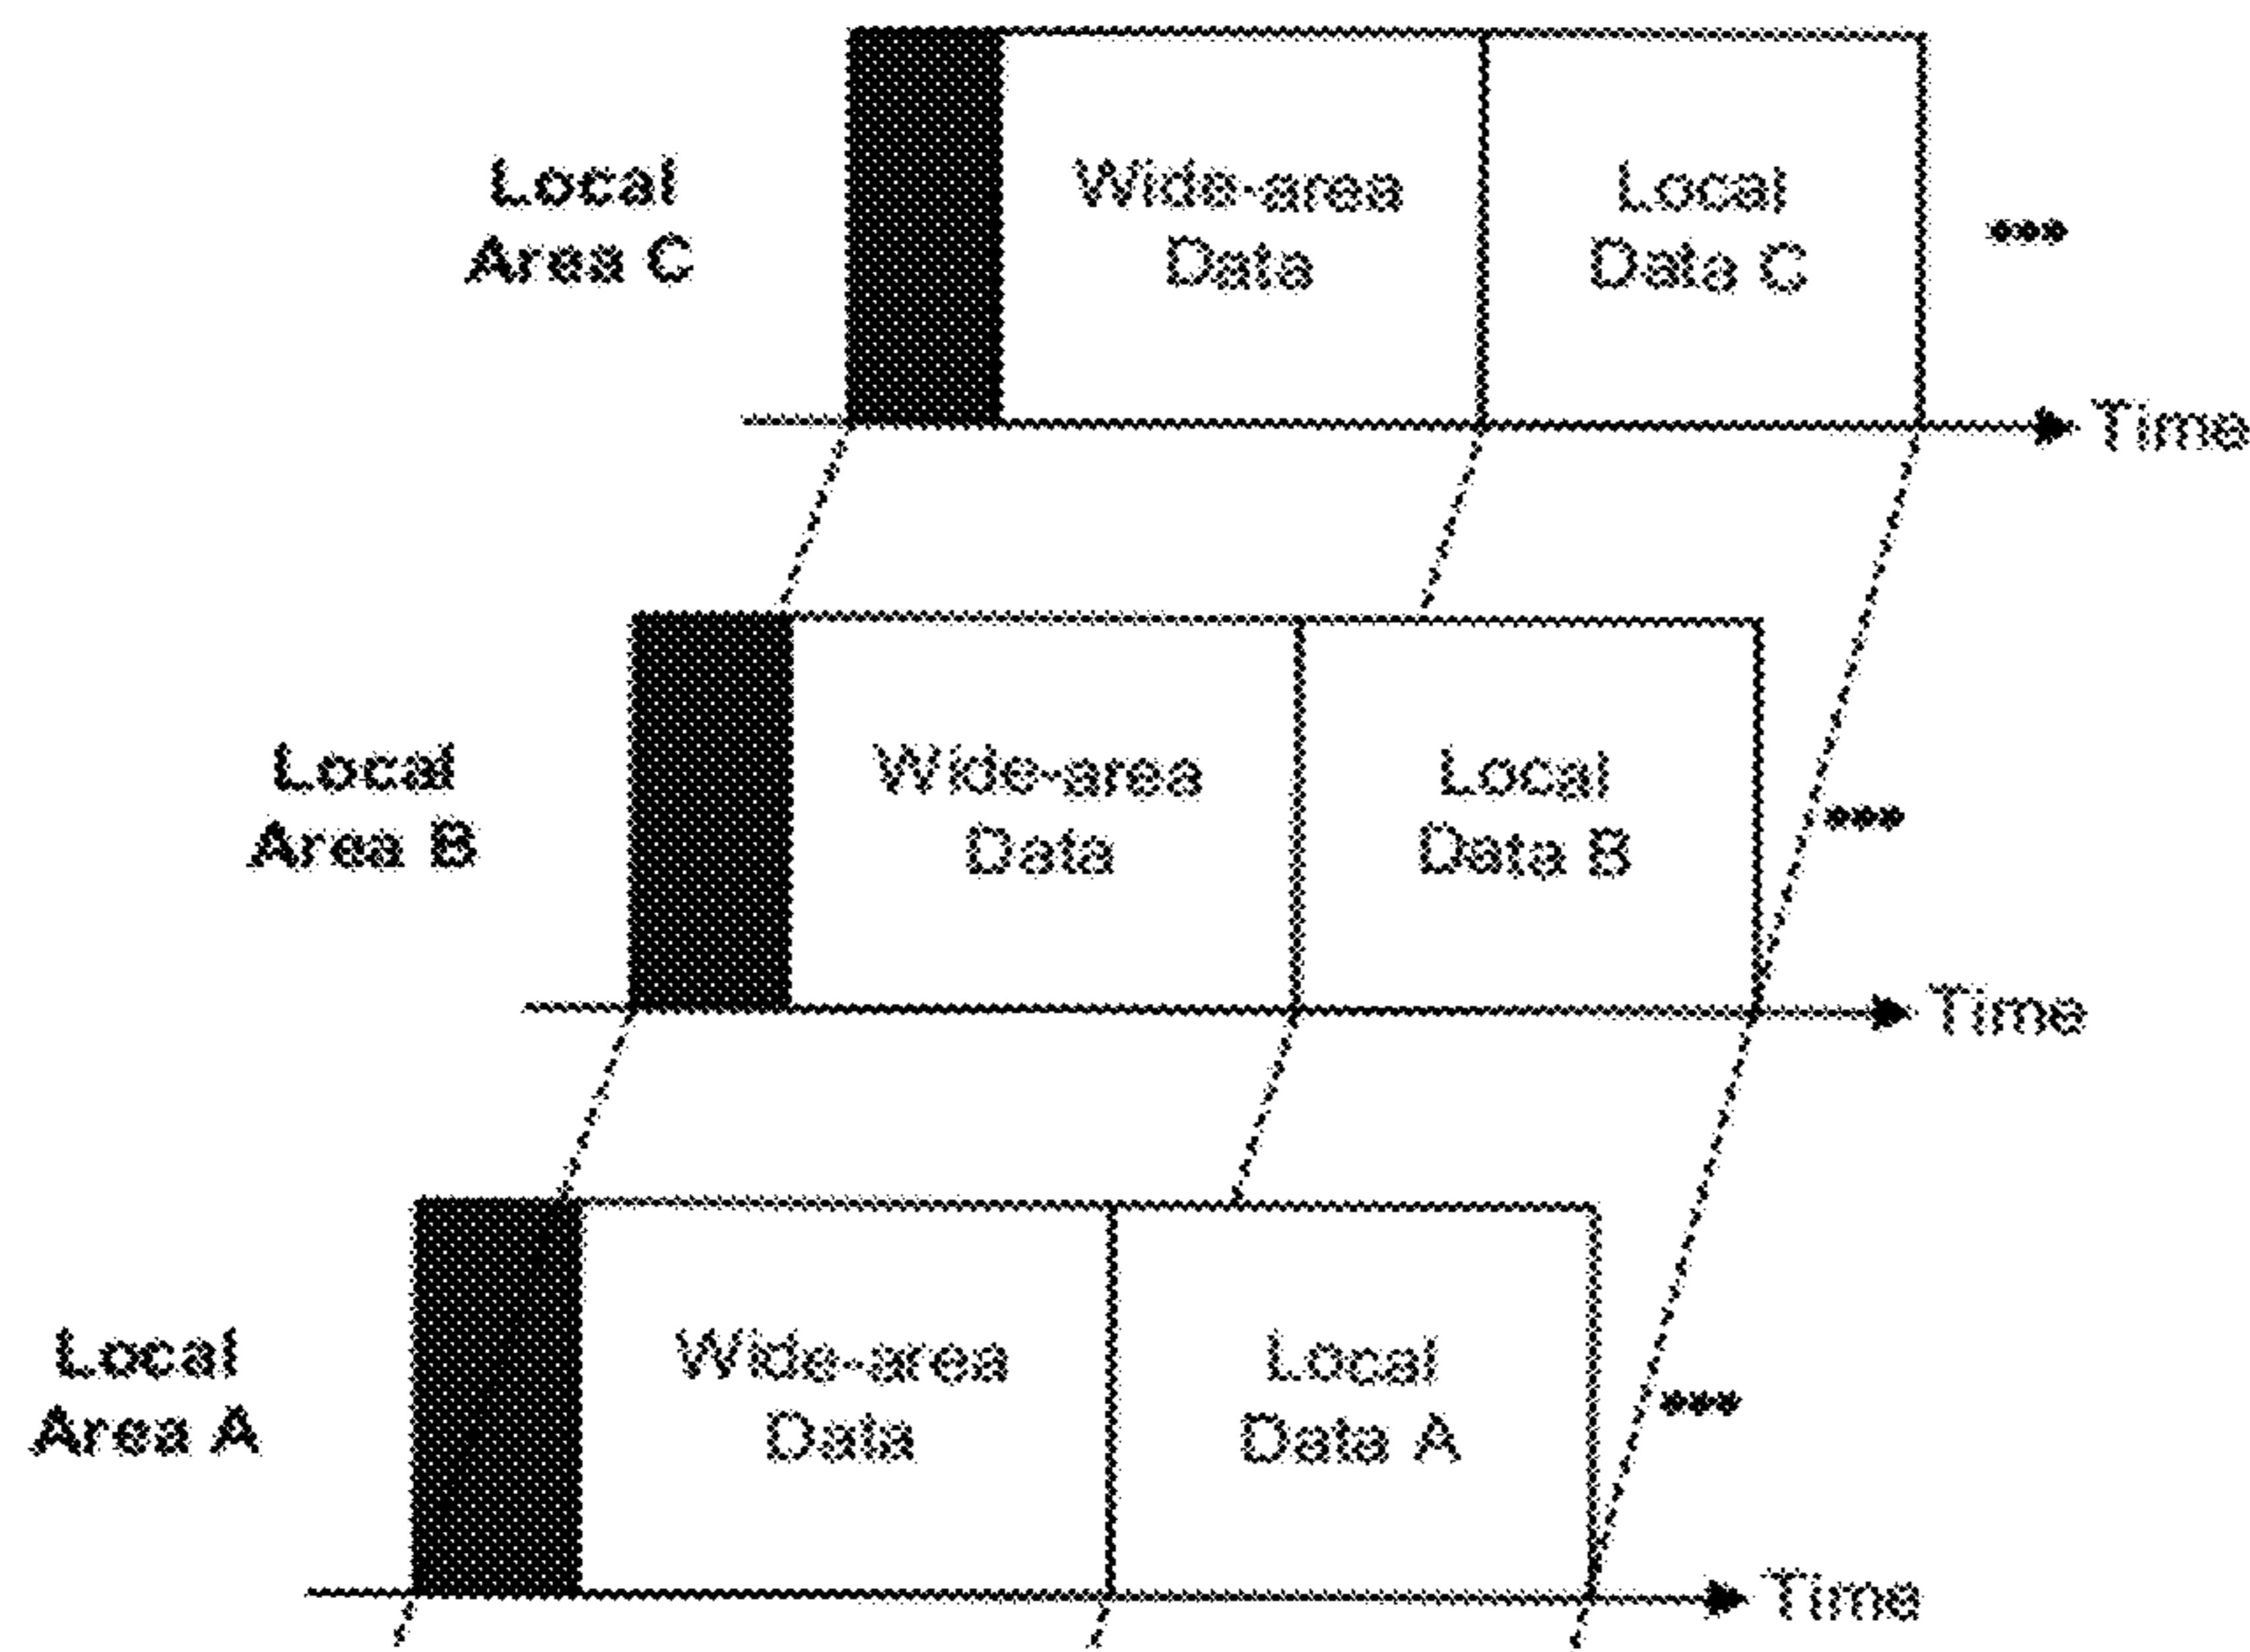 Local
Area C
Wide-area
Data
Local
Data C
•••
Time
Local
Area B
Wide-area
Data
Local
Data B
•••
Time
Local
Area A
Wide-area
Data
Local
Data A
•••
Time